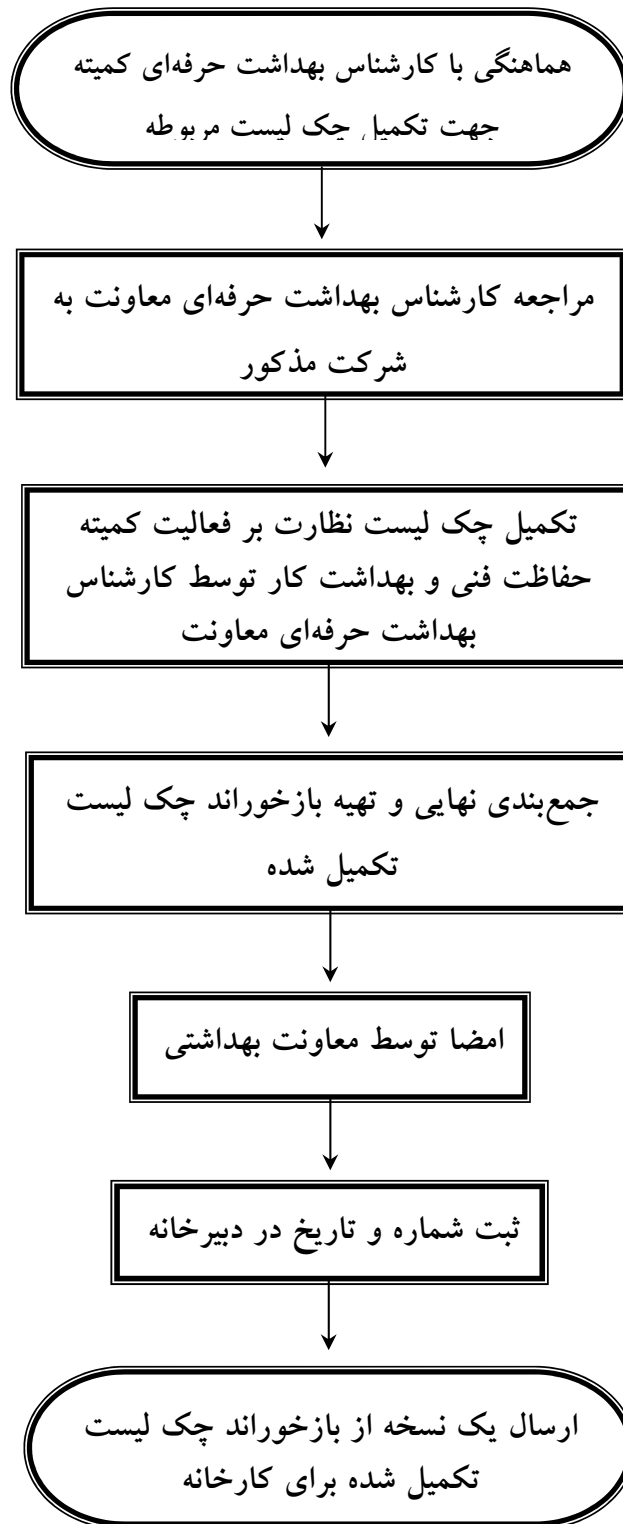 هماهنگی با کارشناس بهداشت حرفه‌ای کمیته
جهت تکمیل چک لیست مربوطه
مراجعه کارشناس بهداشت حرفه‌ای معاونت به
شرکت مذکور
تکمیل چک لیست نظارت بر فعالیت کمیته
حفاظت فنی و بهداشت کار توسط کارشناس
بهداشت حرفه‌ای معاونت
جمع‌بندی نهایی و تهیه بازخوراند چک لیست
تکمیل شده
امضا توسط معاونت بهداشتی
ثبت شماره و تاریخ در دبیرخانه
ارسال یک نسخه از بازخوراند چک لیست
تکمیل شده برای کارخانه